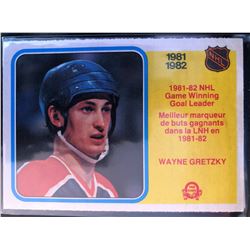 1981
1982
NHL
1981-82 NHL
Game Winning
Goal Leader
Meilleur marqueur
de buts gagnants
dans la LNH en
1981-82
WAYNE GRETZKY